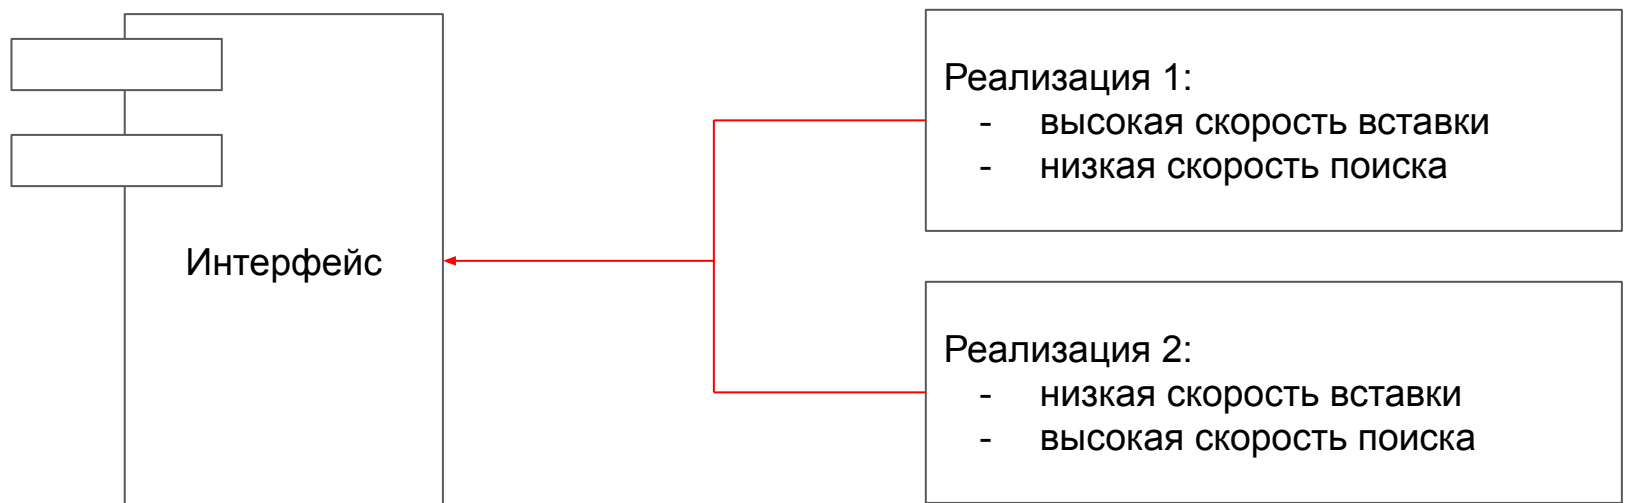 Интерфейс
Реализация 1:
- высокая скорость вставки
- низкая скорость поиска
Реализация 2:
- низкая скорость вставки
- высокая скорость поиска